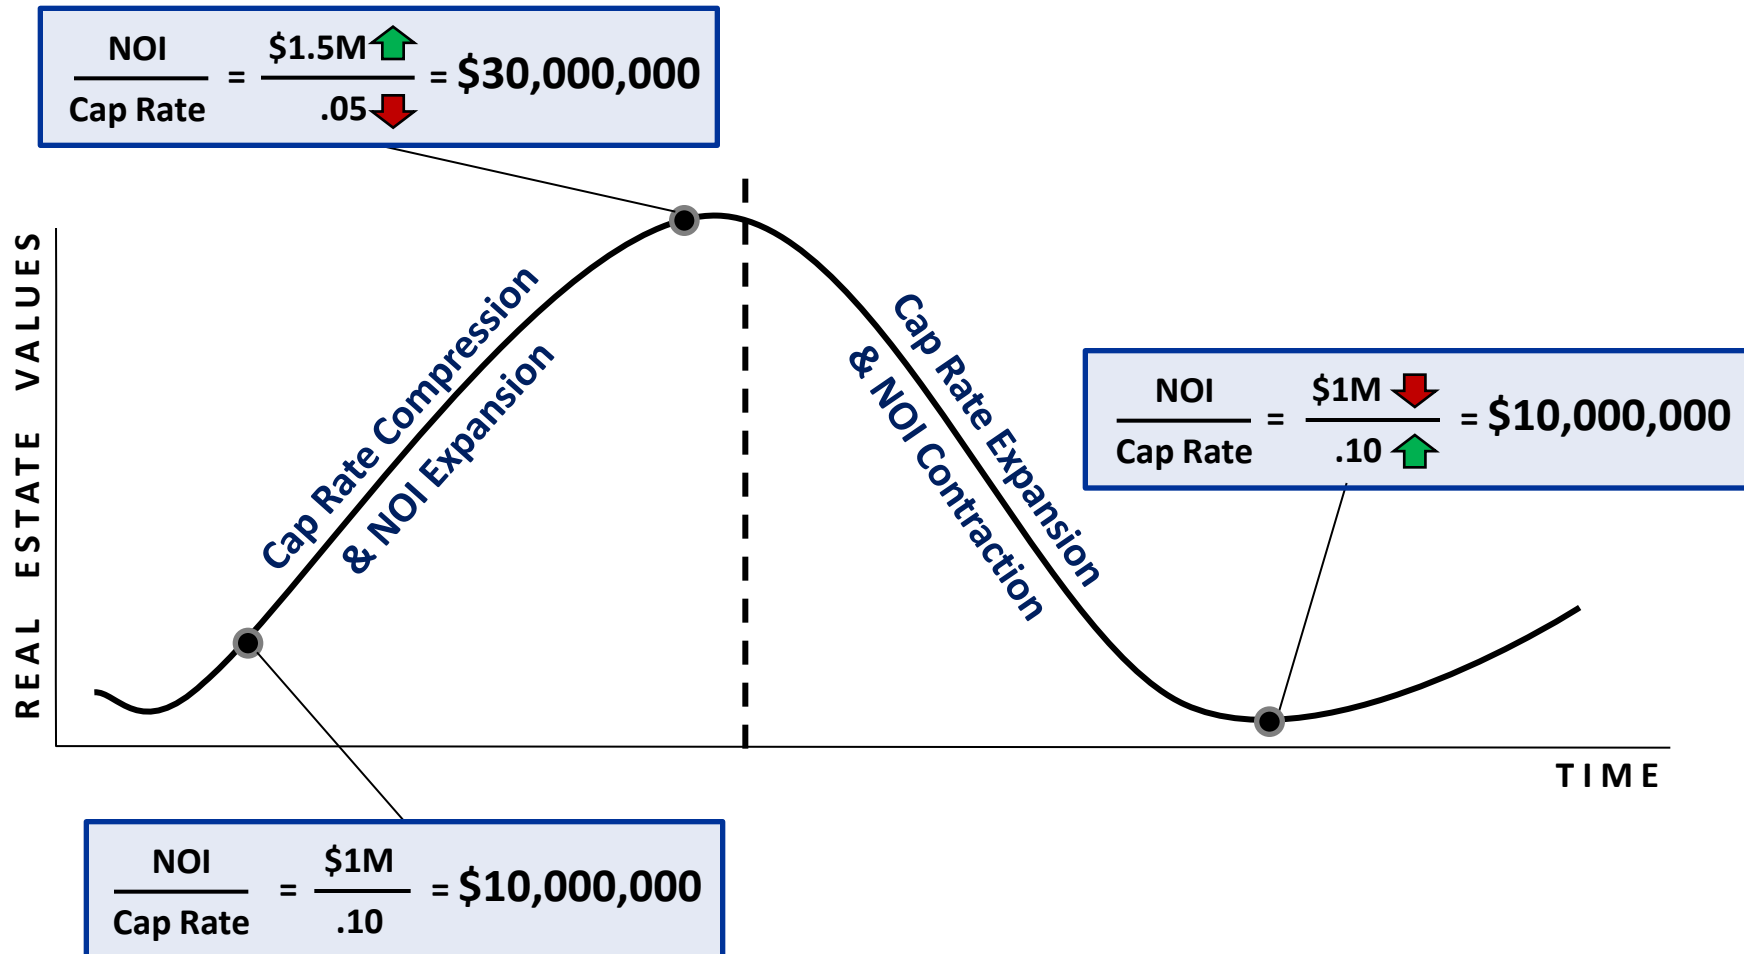 NOI
Cap Rate
=
$1.5M
.05
= $30,000,000
REAL ESTATE VALUES
Cap Rate Compression
& NOI Expansion
Cap Rate Expansion
& NOI Contraction
NOI
Cap Rate
=
$1M
.10
= $10,000,000
TIME
NOI
Cap Rate
=
$1M
.10
= $10,000,000